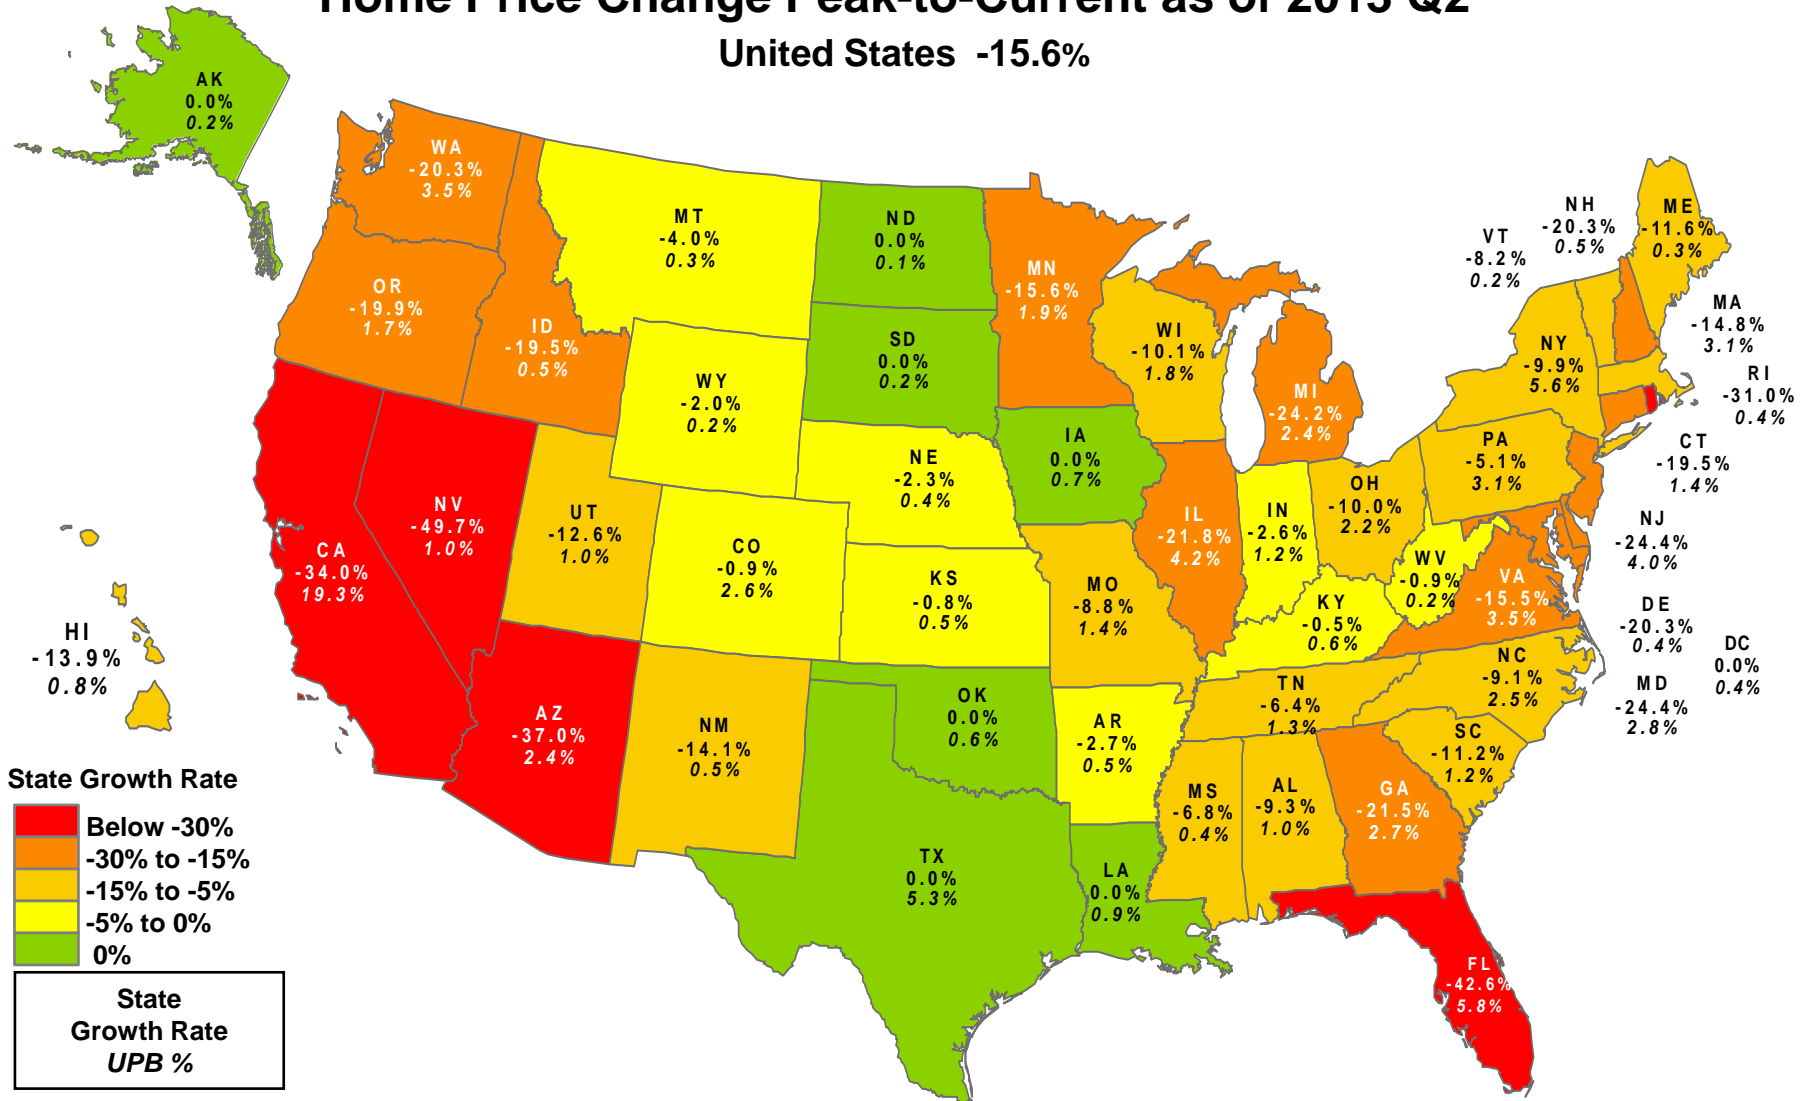 Home Price Change Peak-to-Current as of 2013 Q2
United States -15.6%
AK
0.0%
0.2%
WA
-20.3%
3.5%
OR
-19.9%
1.7%
ID
-19.5%
0.5%
MT
-4.0%
0.3%
WY
-2.0%
0.2%
ND
0.0%
0.1%
SD
0.0%
0.2%
NE
-2.3%
0.4%
MN
-15.6%
1.9%
IA
0.0%
0.7%
WI
-10.1%
1.8%
MI
-24.2%
2.4%
NY
-9.9%
5.6%
VT
-8.2%
0.2%
NH
-20.3%
0.5%
ME
-11.6%
0.3%
MA
-14.8%
3.1%
RI
-31.0%
0.4%
CT
-19.5%
1.4%
PA
-5.1%
3.1%
NJ
-24.4%
4.0%
DE
-20.3%
0.4%
DC
0.0%
0.4%
MD
-24.4%
2.8%
CA
-34.0%
19.3%
NV
-49.7%
1.0%
UT
-12.6%
1.0%
CO
-0.9%
2.6%
KS
-0.8%
0.5%
MO
-8.8%
1.4%
IL
-21.8%
4.2%
IN
-2.6%
1.2%
OH
-10.0%
2.2%
WV
-0.9%
0.2%
VA
-15.5%
3.5%
KY
-0.5%
0.6%
NC
-9.1%
2.5%
TN
-6.4%
1.3%
SC
-11.2%
1.2%
HI
-13.9%
0.8%
AZ
-37.0%
2.4%
NM
-14.1%
0.5%
OK
0.0%
0.6%
AR
-2.7%
0.5%
MS
-6.8%
0.4%
AL
-9.3%
1.0%
GA
-21.5%
2.7%
TX
0.0%
5.3%
LA
0.0%
0.9%
FL
-42.6%
5.8%
State Growth Rate
Below -30%
-30% to -15%
-15% to -5%
-5% to 0%
0%
State
Growth Rate
UPB %